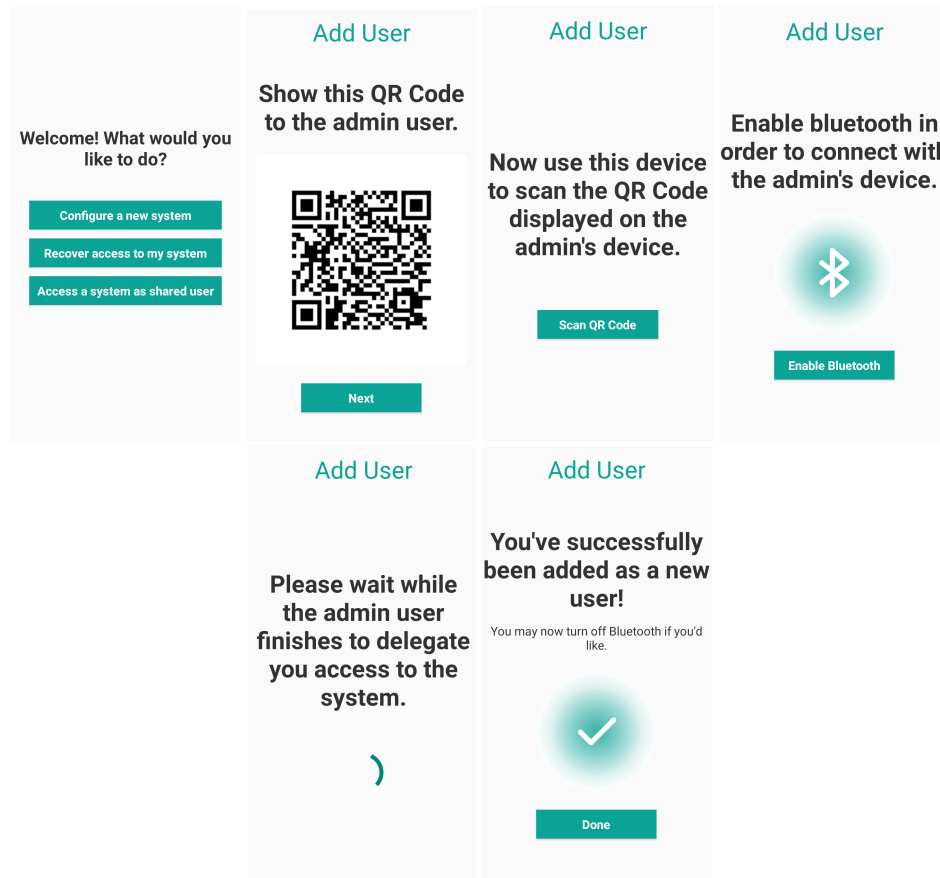 Welcome! What would you
like to do?
Configure a new system
Recover access to my system
Access a system as shared user
Add User
Show this QR Code
to the admin user.
Next
Add User
Now use this device
to scan the QR Code
displayed on the
admin's device.
Scan QR Code
Add User
Enable bluetooth in
order to connect with
the admin's device.
Enable Bluetooth
Add User
Please wait while
the admin user
finishes to delegate
you access to the
system.
Add User
You've successfully
been added as a new
user!
You may now turn off Bluetooth if you'd
like.
Done